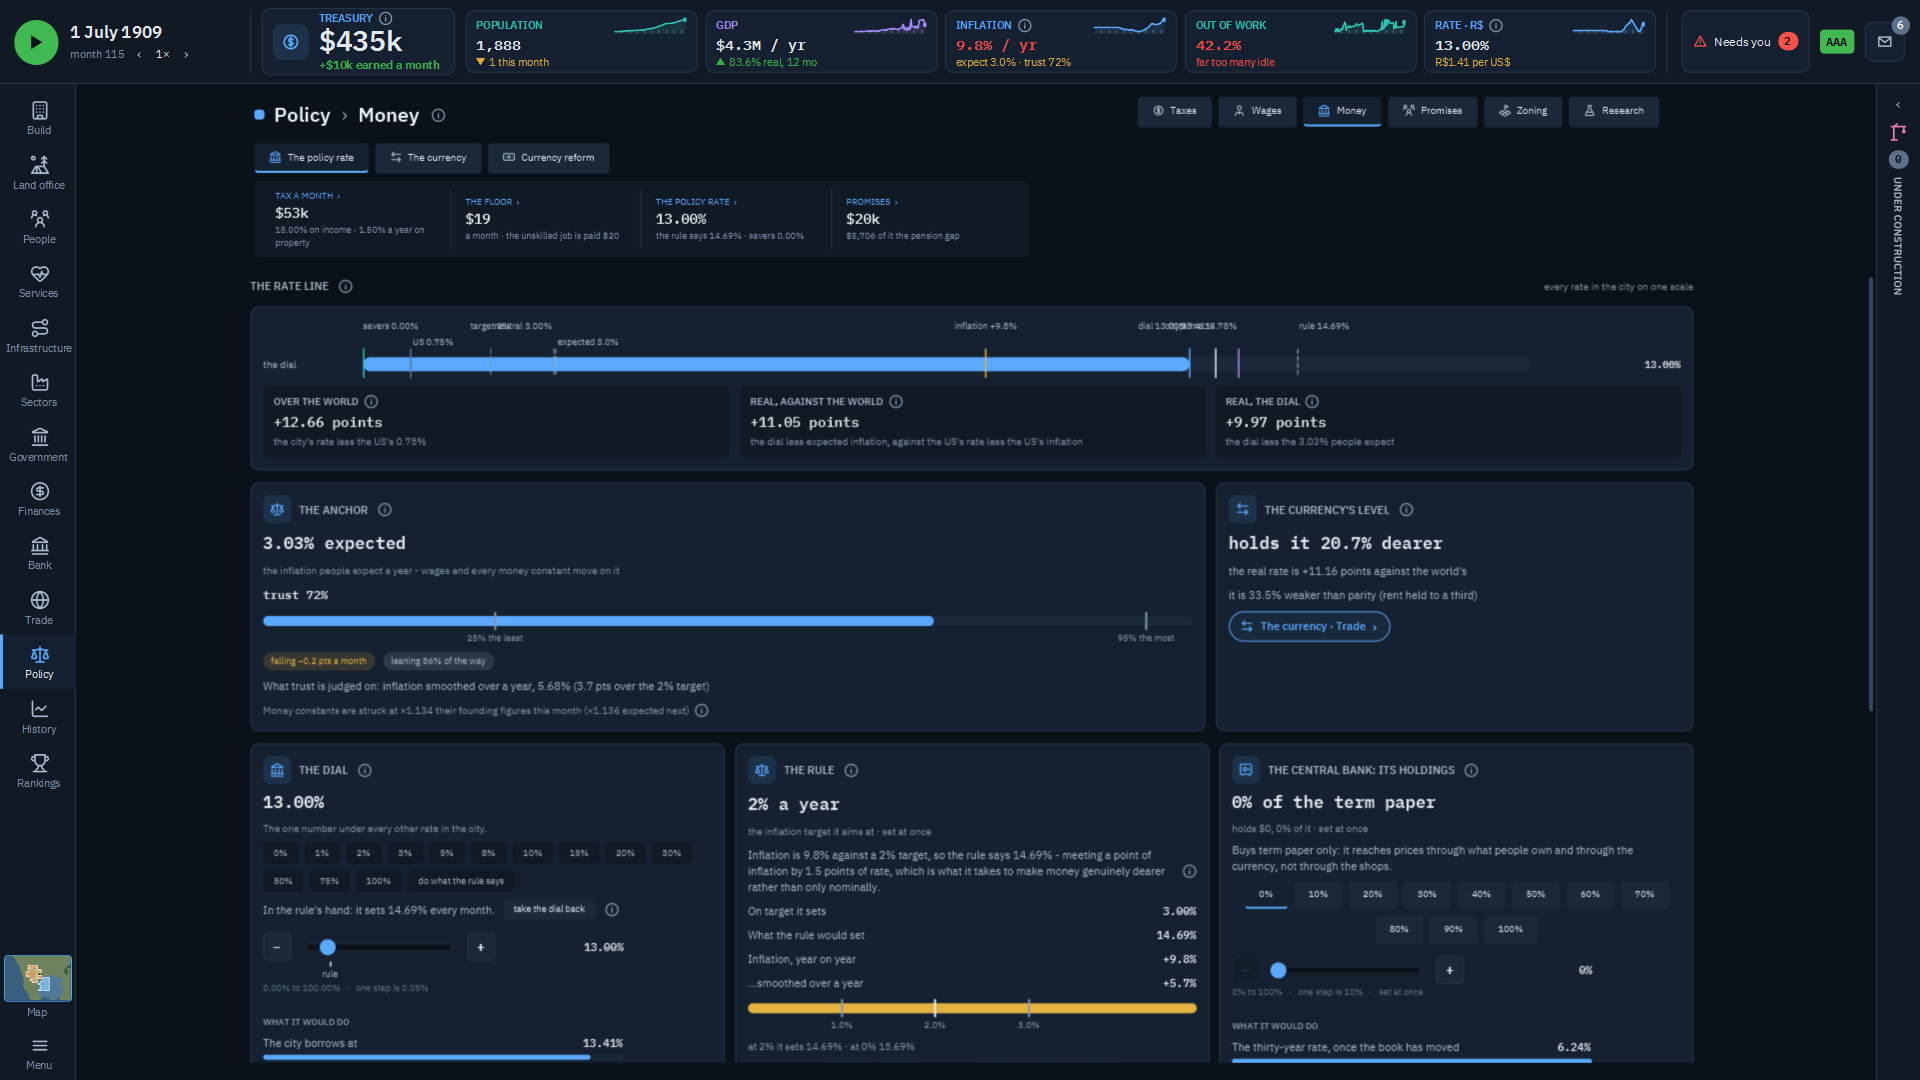 1 July 1909
month 115 ‹ 1× ›
TREASURY
$435k
+$10k earned a month
POPULATION
1,888
▼ 1 this month
GDP
$4.3M / yr
▲ 83.6% real, 12 mo
INFLATION
9.8% / yr
expect 3.0% · trust 72%
OUT OF WORK
42.2%
far too many idle
RATE · R$
13.00%
R$1.41 per US$
Needs you 2
AAA
6
Build
Land office
People
Services
Infrastructure
Sectors
Government
Finances
Bank
Trade
Policy
History
Rankings
Map
Menu
Policy › Money
Taxes
Wages
Money
Promises
Zoning
Research
The policy rate
The currency
Currency reform
TAX A MONTH ›
$53k
15.00% on income · 1.50% a year on
property
THE FLOOR ›
$19
a month · the unskilled job is paid $20
THE POLICY RATE ›
13.00%
the rule says 14.69% · savers 0.00%
PROMISES ›
$20k
$5,706 of it the pension gap
THE RATE LINE
every rate in the city on one scale
savers 0.00%
US 0.75%
3.00%
expected 3.0%
inflation +9.8%
rule 14.69%
the dial
13.00%
OVER THE WORLD
+12.66 points
the city's rate less the US's 0.75%
REAL, AGAINST THE WORLD
+11.05 points
the dial less expected inflation, against the US's rate less the US's inflation
REAL, THE DIAL
+9.97 points
the dial less the 3.03% people expect
THE ANCHOR
3.03% expected
the inflation people expect a year - wages and every money constant move on it
trust 72%
25% the least
95% the most
falling −0.2 pts a month
leaning 86% of the way
What trust is judged on: inflation smoothed over a year, 5.68% (3.7 pts over the 2% target)
Money constants are struck at ×1.134 their founding figures this month (×1.136 expected next)
THE CURRENCY'S LEVEL
holds it 20.7% dearer
the real rate is +11.16 points against the world's
it is 33.5% weaker than parity (rent held to a third)
The currency · Trade ›
THE DIAL
13.00%
The one number under every other rate in the city.
0% 1% 2% 3% 5% 8% 10% 15% 20% 30%
50% 75% 100% do what the rule says
In the rule's hand: it sets 14.69% every month. take the dial back
− + 13.00%
rule
0.00% to 100.00% · one step is 0.05%
WHAT IT WOULD DO
The city borrows at 13.41%
THE RULE
2% a year
the inflation target it aims at · set at once
Inflation is 9.8% against a 2% target, so the rule says 14.69% - meeting a point of
inflation by 1.5 points of rate, which is what it takes to make money genuinely dearer
rather than only nominally.
On target it sets 3.00%
What the rule would set 14.69%
Inflation, year on year +9.8%
...smoothed over a year +5.7%
1.0% 2.0% 3.0%
at 2% it sets 14.69% · at 0% 15.69%
THE CENTRAL BANK: ITS HOLDINGS
0% of the term paper
holds $0, 0% of it · set at once
Buys term paper only: it reaches prices through what people own and through the
currency, not through the shops.
0% 10% 20% 30% 40% 50% 60% 70%
80% 90% 100%
− + 0%
0% to 100% · one step is 10% · set at once
WHAT IT WOULD DO
The thirty-year rate, once the book has moved 6.24%
‹
0
UNDER CONSTRUCTION